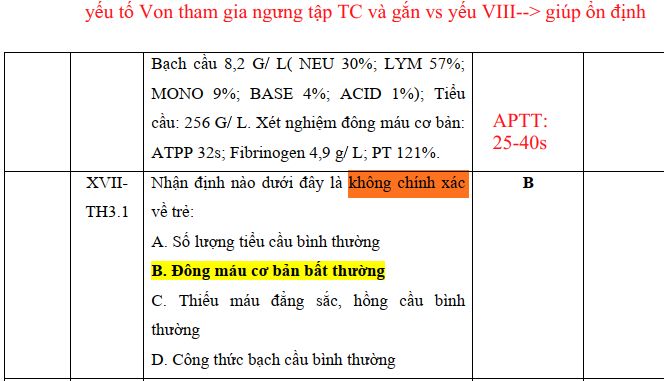 yếu tố Von tham gia ngưng tập TC và gắn vs yếu VIII--> giúp ổn định
Bạch cầu 8,2 G/ L( NEU 30%; LYM 57%;
MONO 9%; BASE 4%; ACID 1%); Tiểu
cầu: 256 G/ L. Xét nghiệm đông máu cơ bản:
ATPP 32s; Fibrinogen 4,9 g/ L; PT 121%.
APTT:
25-40s
XVII-
TH3.1
Nhận định nào dưới đây là không chính xác
về trẻ:
A. Số lượng tiểu cầu bình thường
B. Đông máu cơ bản bất thường
C. Thiếu máu đẳng sắc, hồng cầu bình
thường
D. Công thức bạch cầu bình thường
B